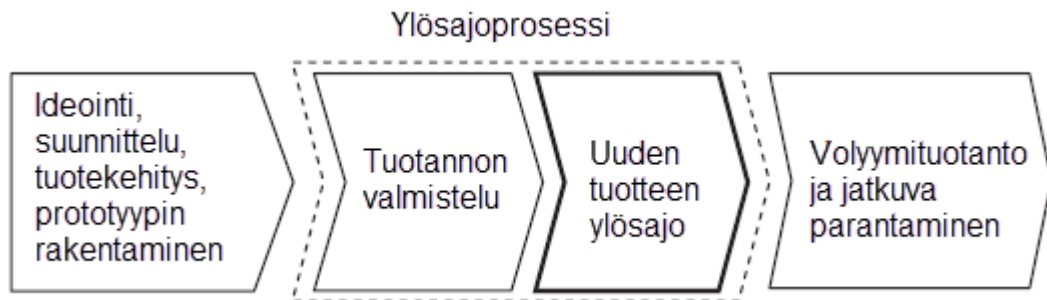 Ylösajoprosessi
Ideointi,
suunnittelu,
tuotekehitys,
prototyypin
rakentaminen
Tuotannon
valmistelu
Uuden
tuotteen
ylösajo
Volyymituotanto
ja jatkuva
parantaminen